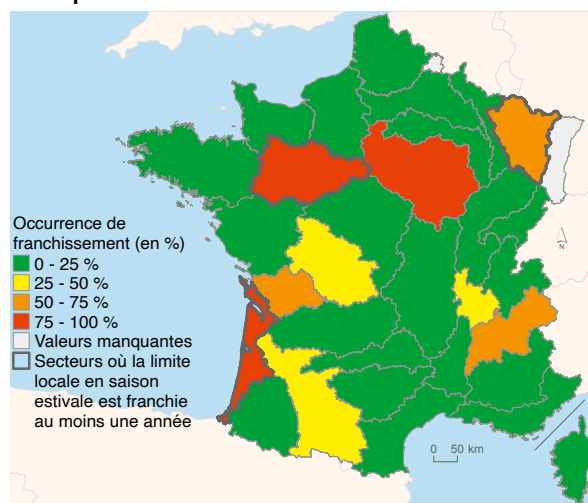 Occurrence de
franchissement (en %)
0 - 25 %
25 - 50 %
50 - 75 %
75 - 100 %
Valeurs manquantes
Secteurs où la limite
locale en saison
estivale est franchie
au moins une année
N
0 50 km